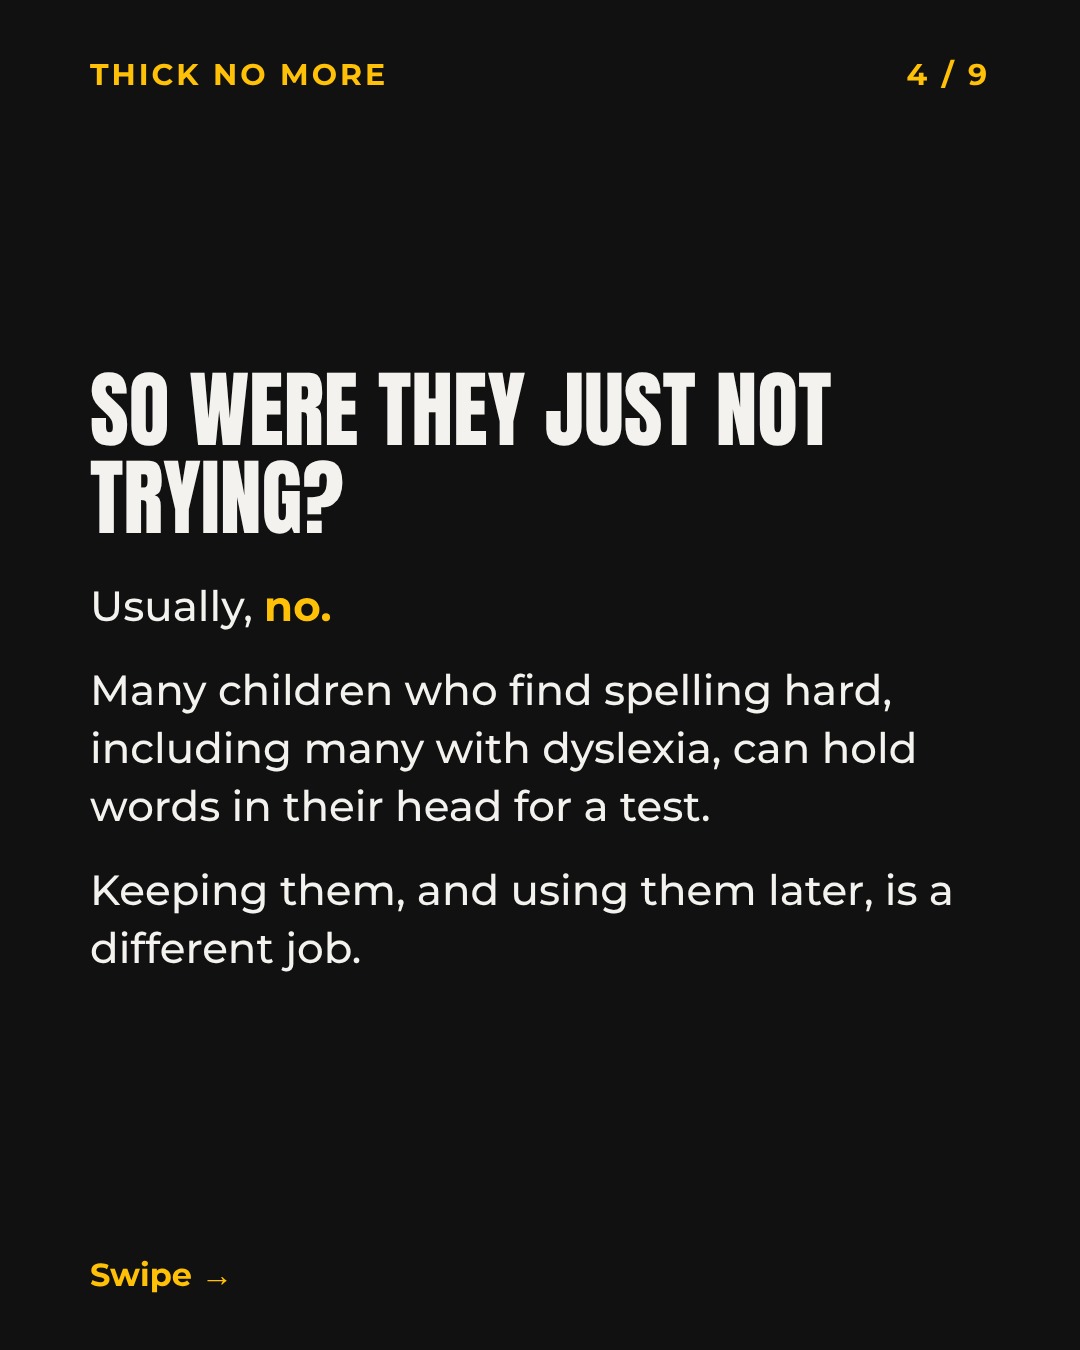 THICK NO MORE
4 / 9
SO WERE THEY JUST NOT
TRYING?
Usually, no.
Many children who find spelling hard,
including many with dyslexia, can hold
words in their head for a test.
Keeping them, and using them later, is a
different job.
Swipe →